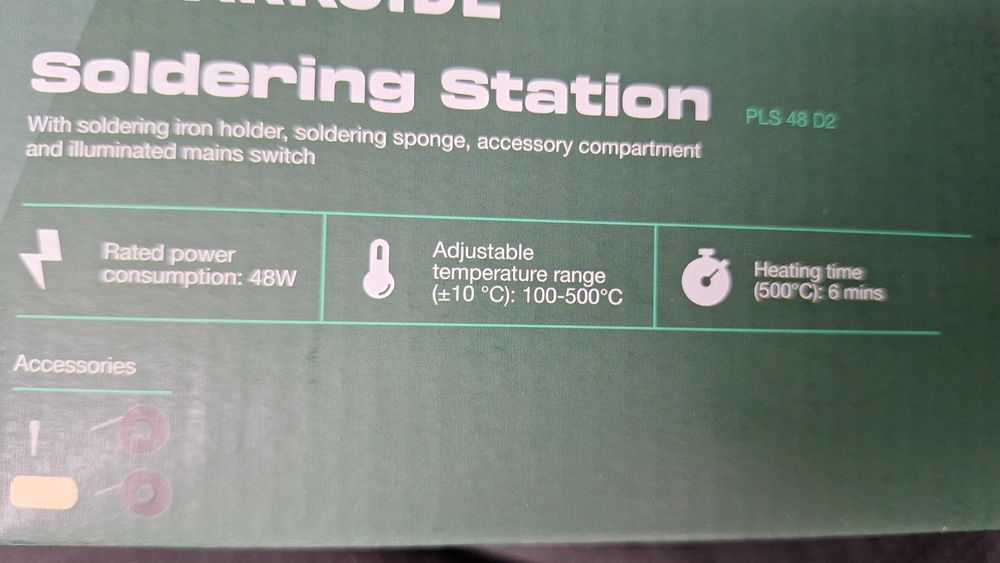 Soldering Station
PLS 48 D2
With soldering iron holder, soldering sponge, accessory compartment
and illuminated mains switch
Rated power
consumption: 48W
Adjustable
temperature range
(±10 °C): 100-500°C
Heating time
(500°C): 6 mins
Accessories